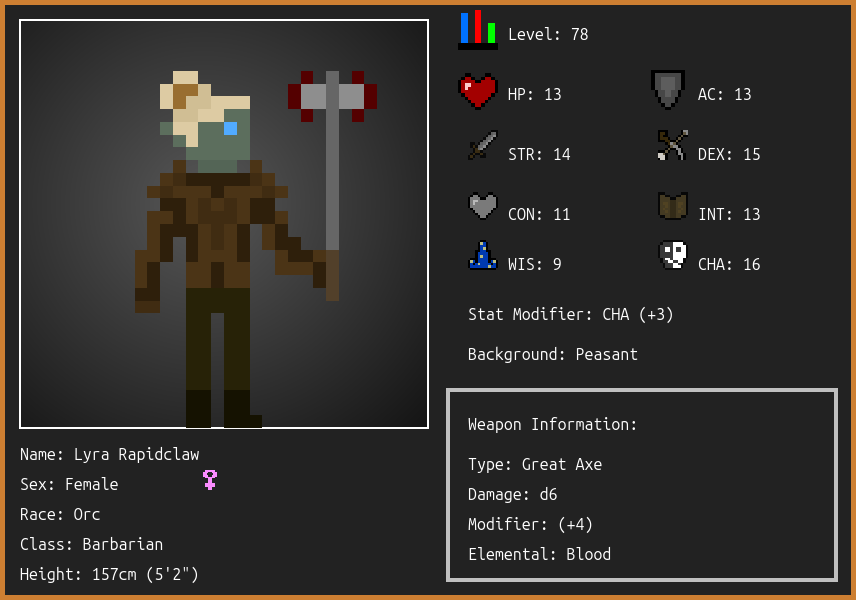 Level: 78
HP: 13
AC: 13
STR: 14
DEX: 15
CON: 11
INT: 13
WIS: 9
CHA: 16
Stat Modifier: CHA (+3)
Background: Peasant
Weapon Information:
Type: Great Axe
Damage: d6
Modifier: (+4)
Elemental: Blood
Name: Lyra Rapidclaw
Sex: Female
Race: Orc
Class: Barbarian
Height: 157cm (5'2")